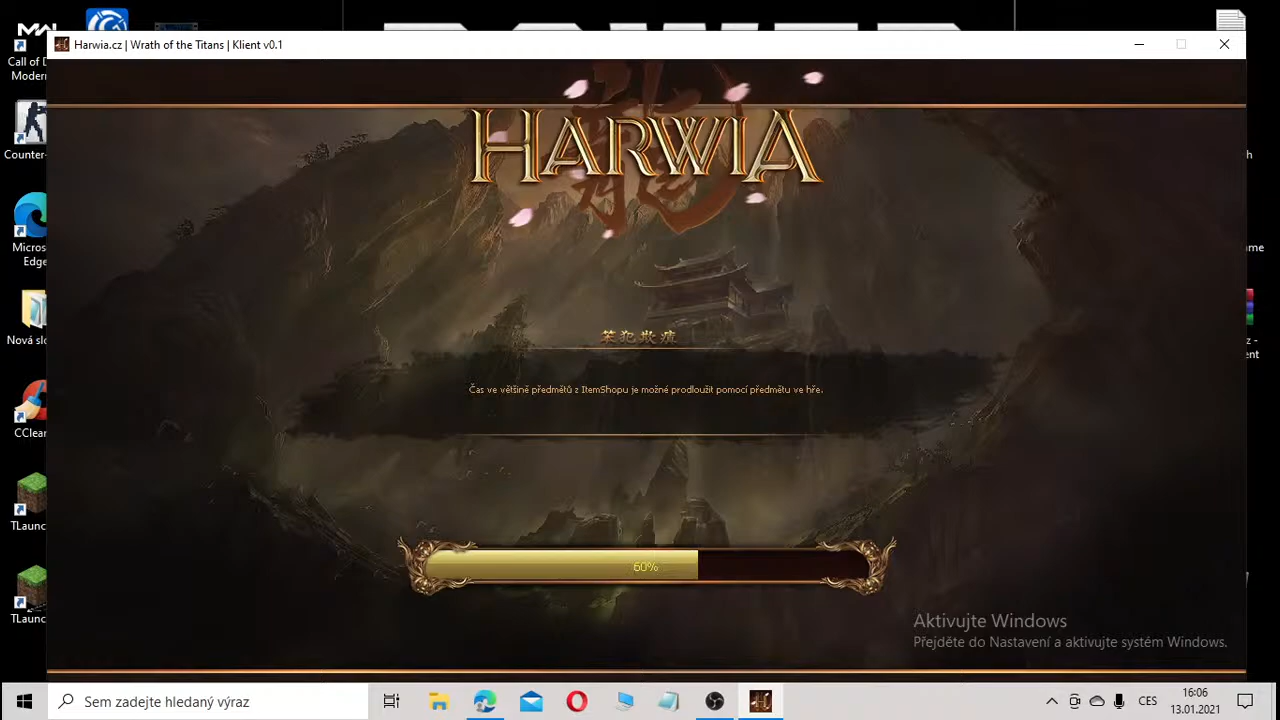 Harwia.cz | Wrath of the Titans | Klient v0.1
Call of D
Modern
Counter-
Micros
Edge
Nová slo
CClear
TLaunc
TLaunc
HARWIA
Čas ve většině předmětů z ItemShopu je možné prodloužit pomocí předmětu ve hře.
60%
Aktivujte Windows
Přejděte do Nastavení a aktivujte systém Windows.
Sem zadejte hledaný výraz
CES
16:06
13.01.2021